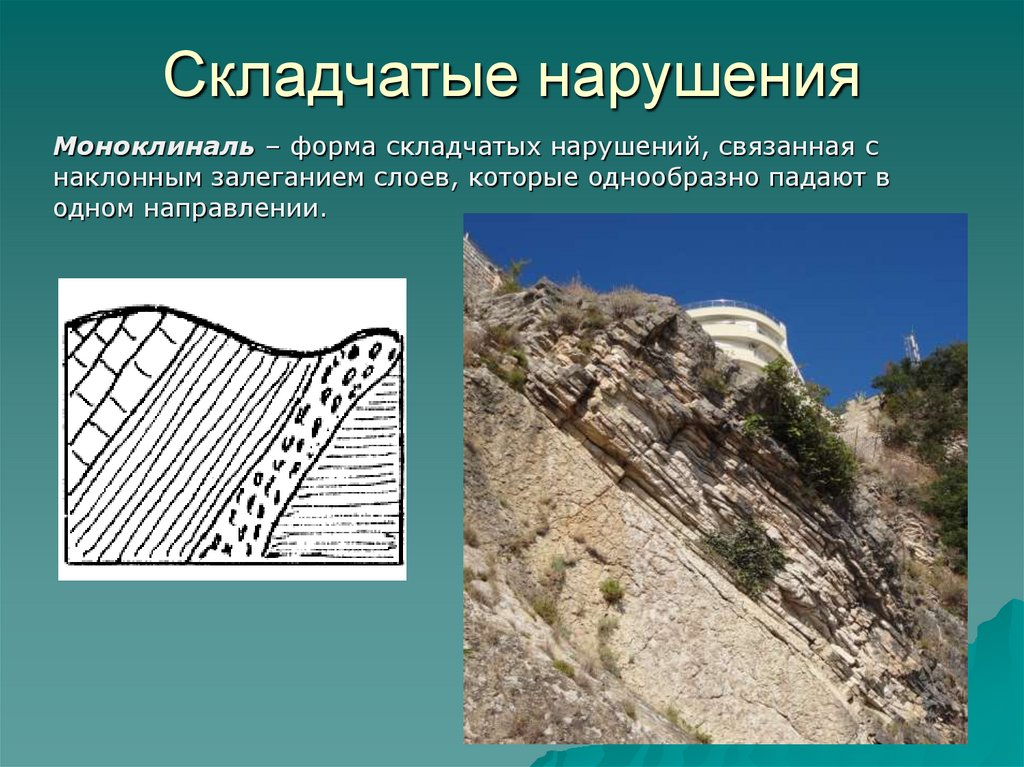 Складчатые нарушения
Моноклиналь – форма складчатых нарушений, связанная с
наклонным залеганием слоев, которые однообразно падают в
одном направлении.